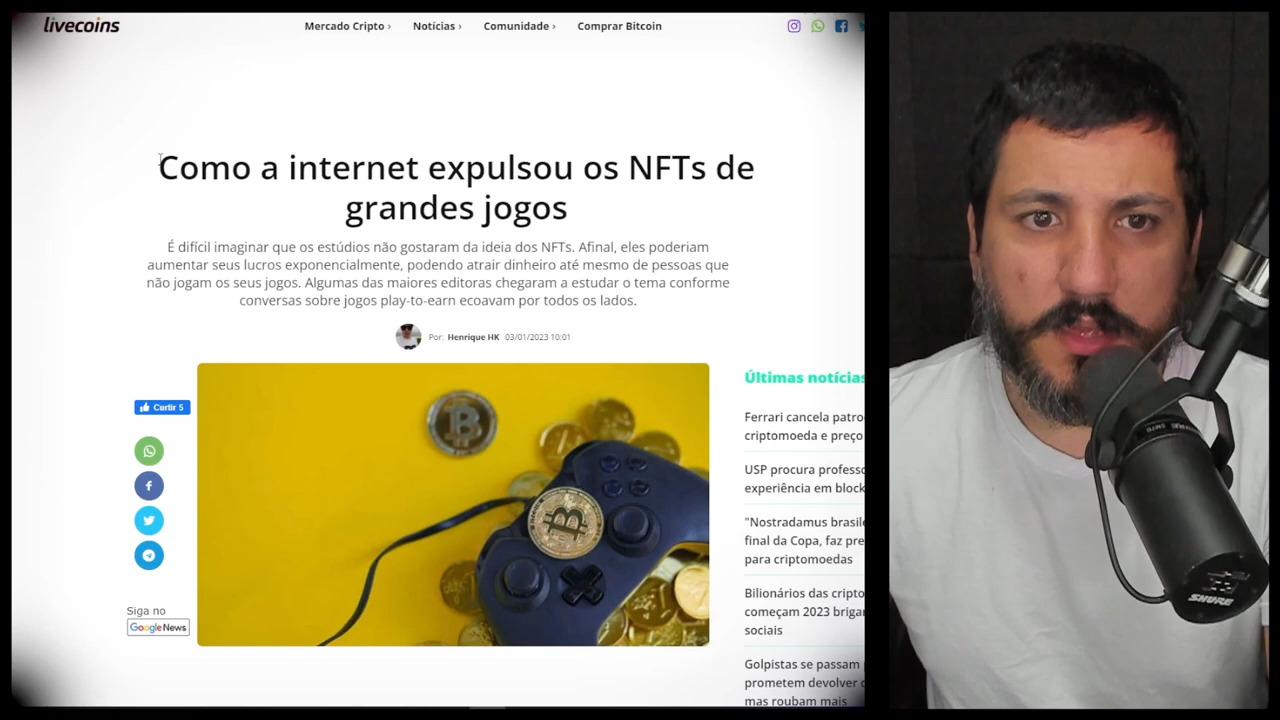 livecoins
Mercado Cripto ›
Notícias ›
Comunidade ›
Comprar Bitcoin
Como a internet expulsou os NFTs de
grandes jogos
É difícil imaginar que os estúdios não gostaram da ideia dos NFTs. Afinal, eles poderiam
aumentar seus lucros exponencialmente, podendo atrair dinheiro até mesmo de pessoas que
não jogam os seus jogos. Algumas das maiores editoras chegaram a estudar o tema conforme
conversas sobre jogos play-to-earn ecoavam por todos os lados.
Por: Henrique HK 03/01/2023 10:01
Curtir 5
Siga no
Google News
Últimas notícias
Ferrari cancela patro
criptomoeda e preço
USP procura professo
experiência em block
"Nostradamus brasile
final da Copa, faz pre
para criptomoedas
Bilionários das cripto
começam 2023 brigar
sociais
Golpistas se passam
prometem devolver
mas roubam mais
SHURE